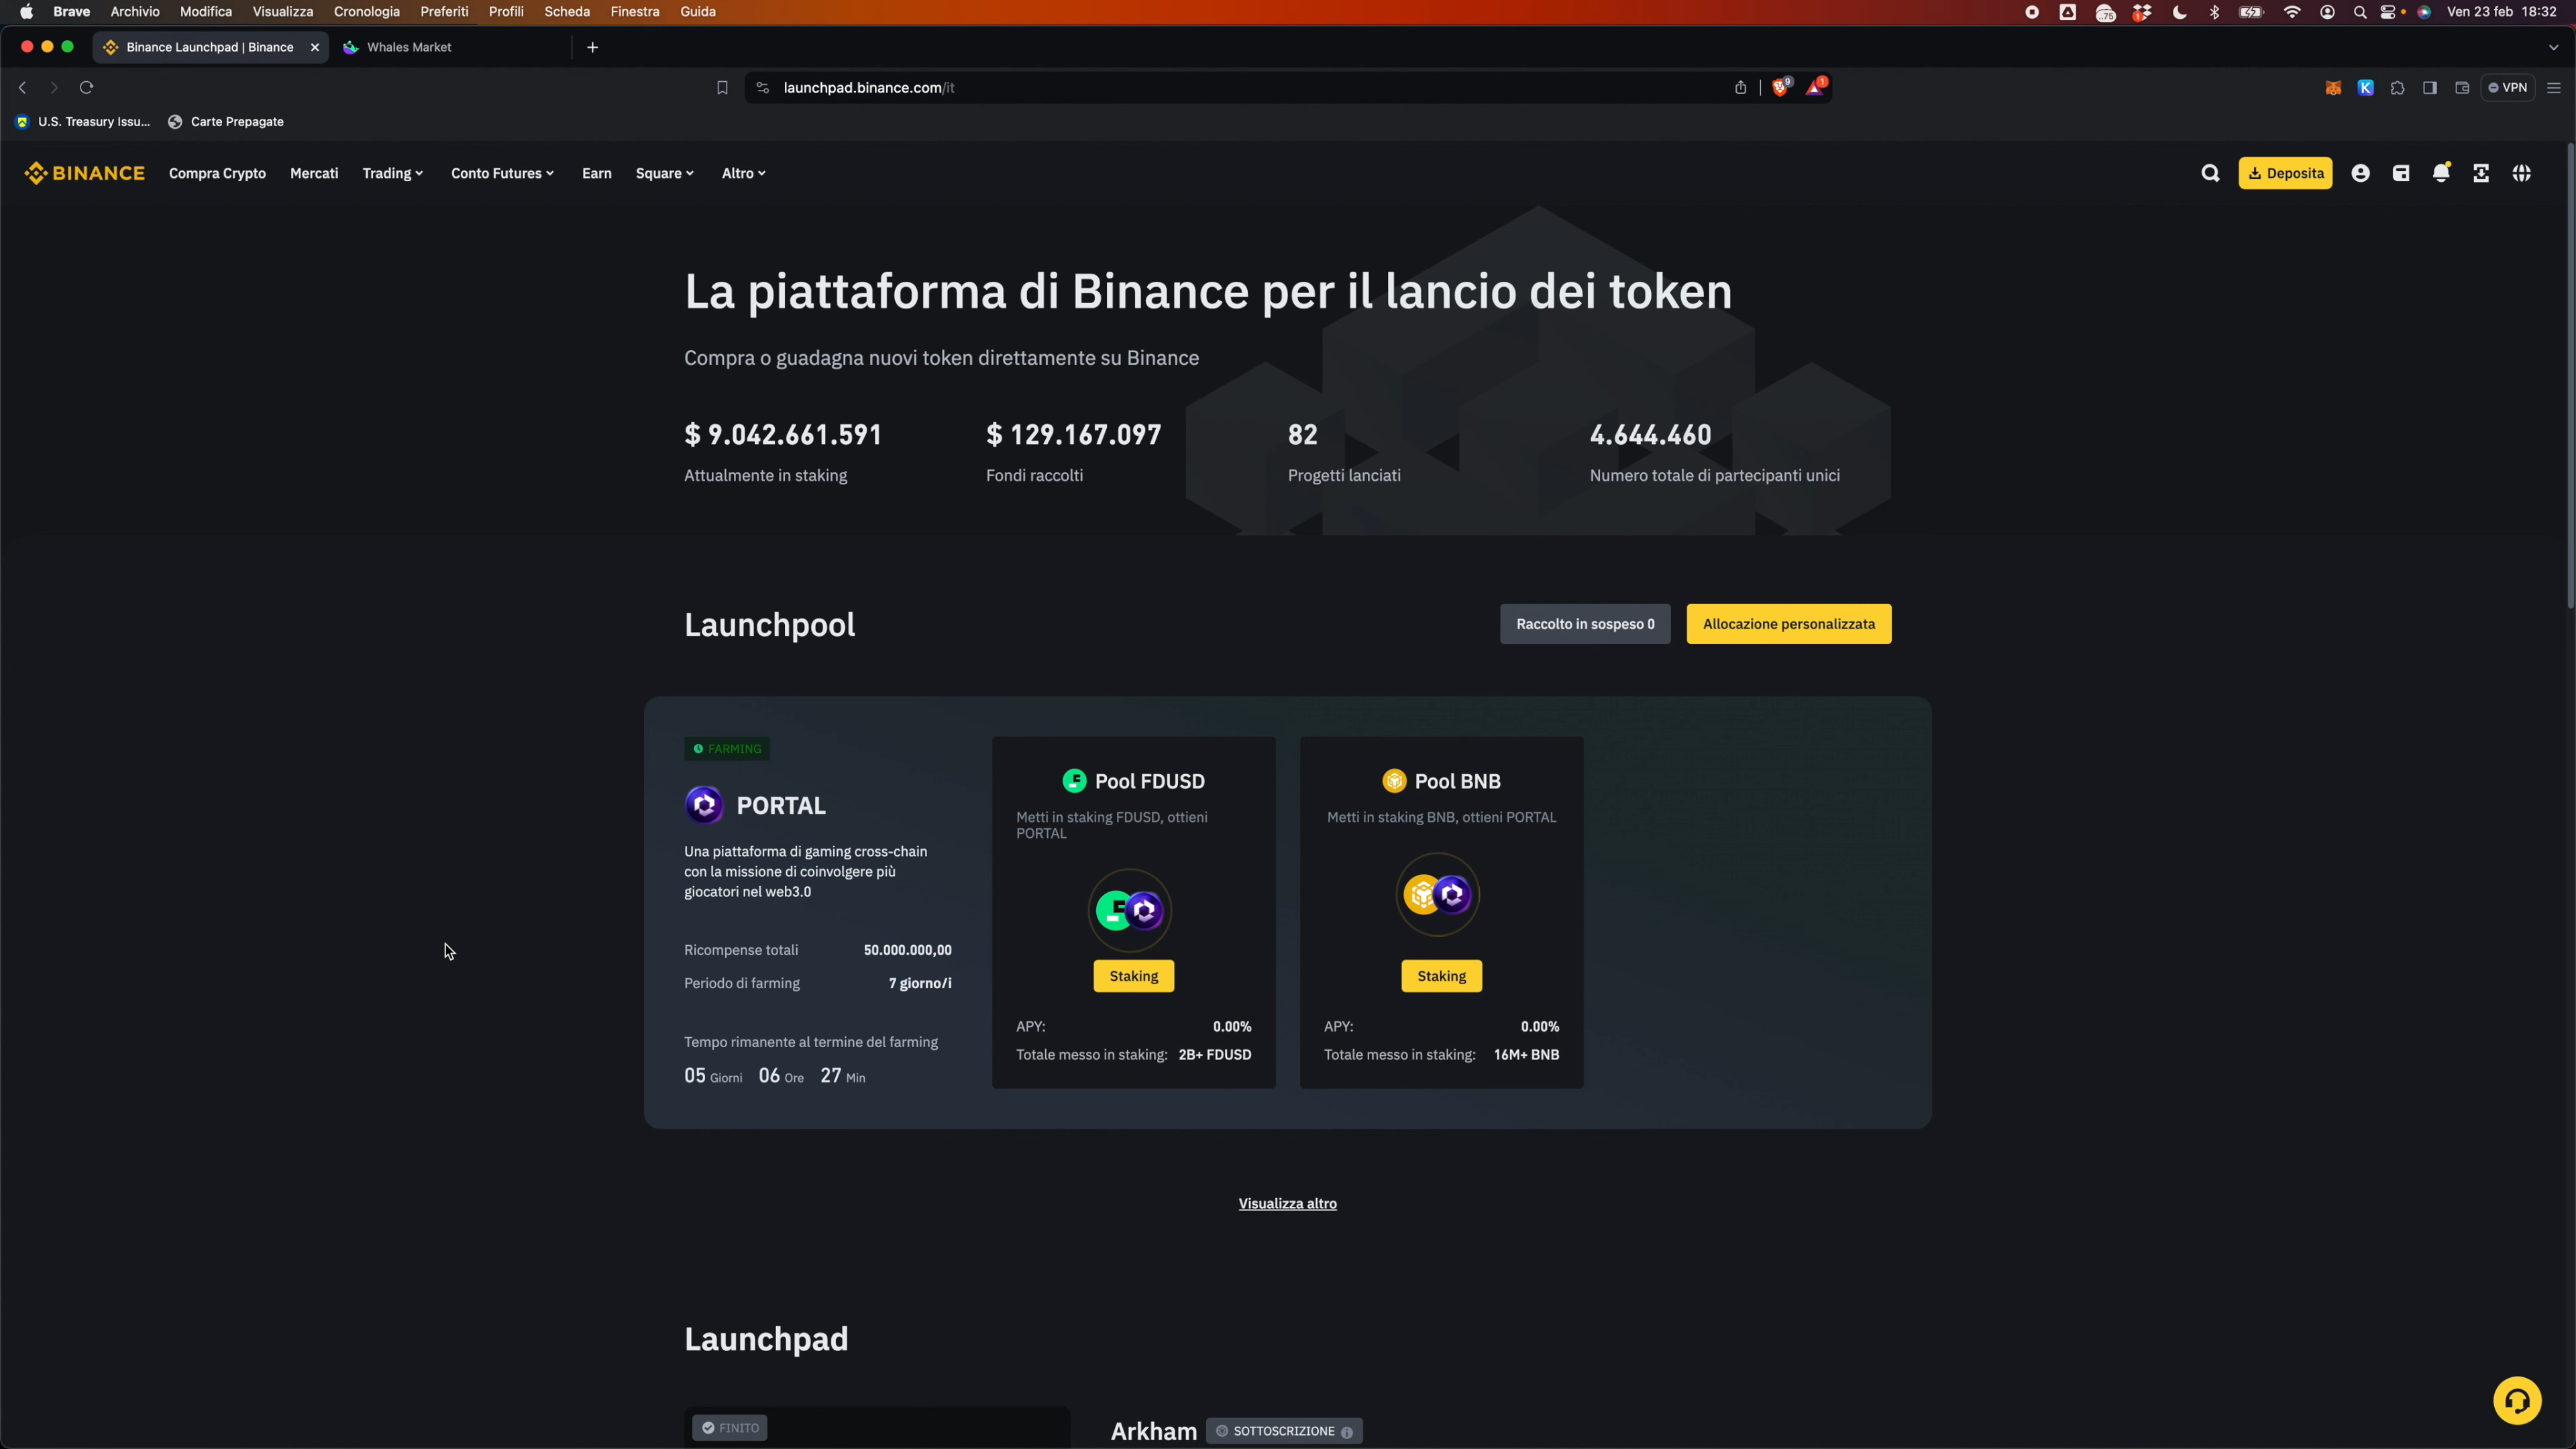 Brave Archivio Modifica Visualizza Cronologia Preferiti Profili Scheda Finestra Guida
75 1 Ven 23 feb 18:32
Binance Launchpad | Binance Whales Market
launchpad.binance.com/it 9 1 K VPN
U.S. Treasury Issu... Carte Prepagate
BINANCE Compra Crypto Mercati Trading Conto Futures Earn Square Altro Deposita
La piattaforma di Binance per il lancio dei token
Compra o guadagna nuovi token direttamente su Binance
$ 9.042.661.591 $ 129.167.097 82 4.644.460
Attualmente in staking Fondi raccolti Progetti lanciati Numero totale di partecipanti unici
Launchpool Raccolto in sospeso 0 Allocazione personalizzata
FARMING
PORTAL
Una piattaforma di gaming cross-chain
con la missione di coinvolgere più
giocatori nel web3.0
Ricompense totali 50.000.000,00
Periodo di farming 7 giorno/i
Tempo rimanente al termine del farming
05 Giorni 06 Ore 27 Min
Pool FDUSD
Metti in staking FDUSD, ottieni
PORTAL
Staking
APY: 0.00%
Totale messo in staking: 2B+ FDUSD
Pool BNB
Metti in staking BNB, ottieni PORTAL
Staking
APY: 0.00%
Totale messo in staking: 16M+ BNB
Visualizza altro
Launchpad
FINITO
Arkham SOTTOSCRIZIONE